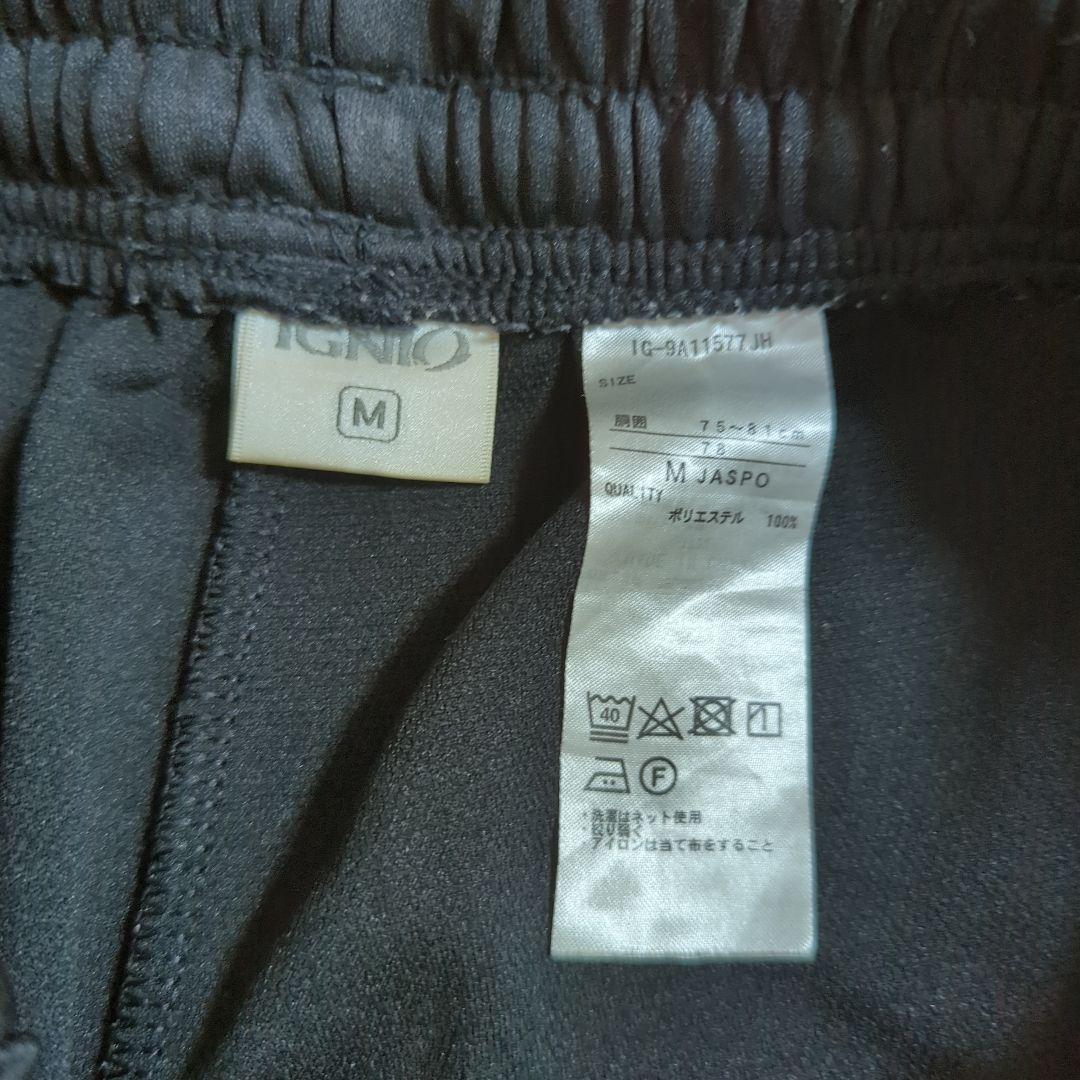 IGNIO
M
IG-9A11577JH
SIZE
胴囲 75～81cm
78
M JASPO
QUALITY
ポリエステル 100%
40
F
・洗濯はネット使用
・絞り弱く
・アイロンは当て布をすること